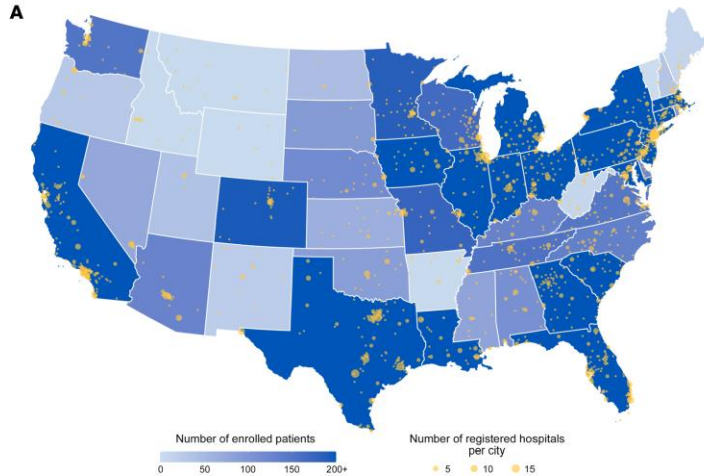 A
Number of enrolled patients
0 50 100 150 200+
Number of registered hospitals
per city
5 10 15